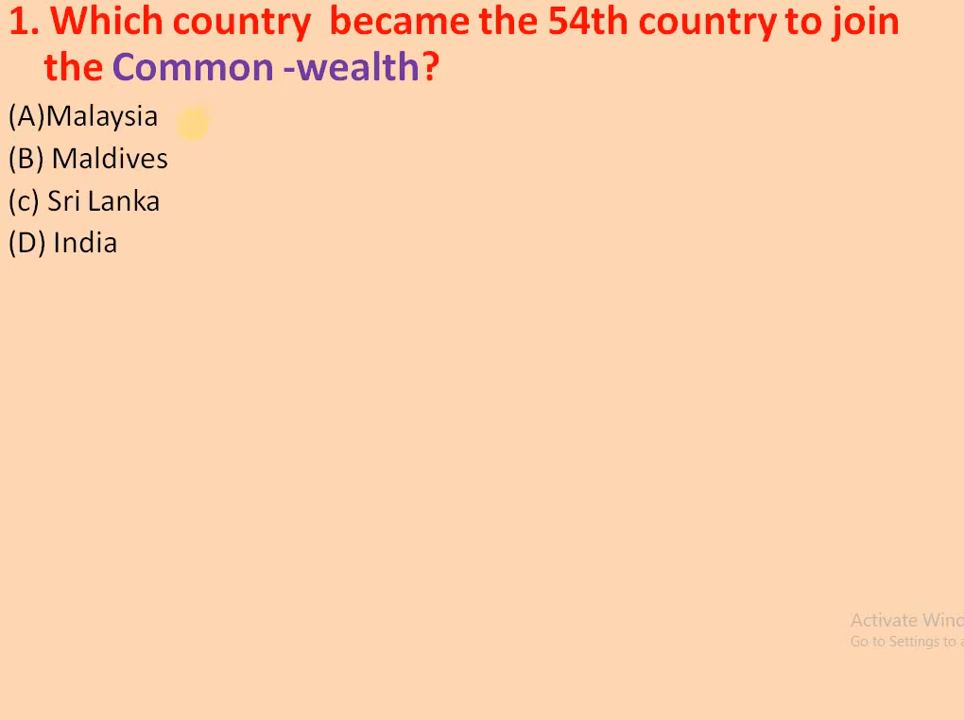 1. Which country became the 54th country to join
the Common -wealth?
(A)Malaysia
(B) Maldives
(c) Sri Lanka
(D) India
Activate Wind
Go to Settings to a